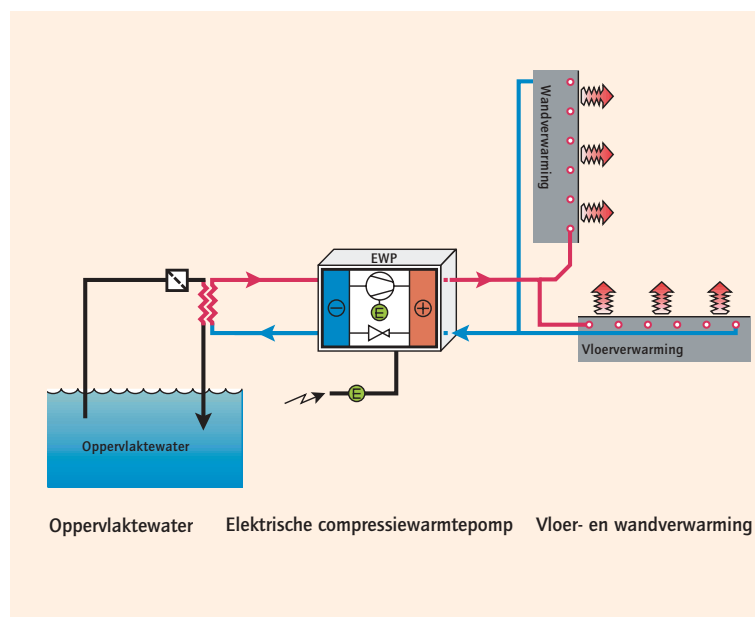 Wandverwarming
EWP
E
Vloerverwarming
E
Oppervlaktewater
Oppervlaktewater
Elektrische compressiewarmtepomp
Vloer- en wandverwarming